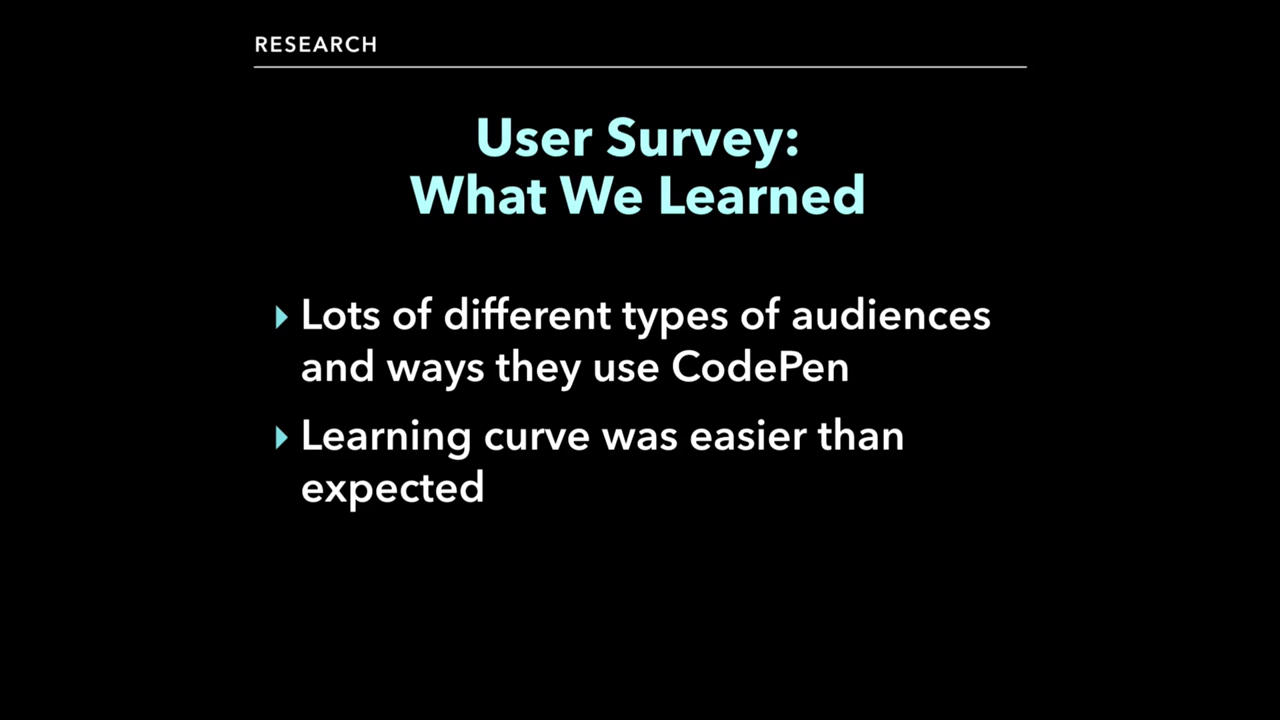 RESEARCH
User Survey:
What We Learned
Lots of different types of audiences
and ways they use CodePen
Learning curve was easier than
expected